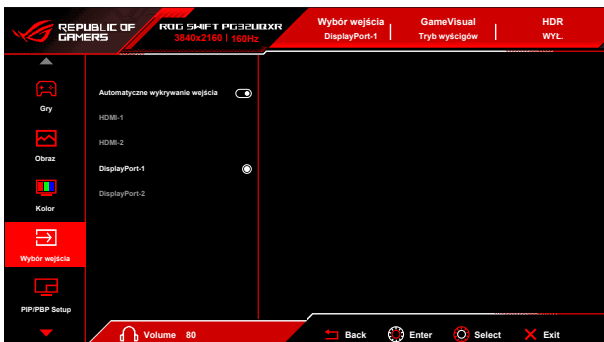 REPUBLIC OF
GAMERS
ROG SWIFT PG32UQXR
3840x2160 | 160Hz
Wybór wejścia
DisplayPort-1
GameVisual
Tryb wyścigów
HDR
WYŁ.
Gry
Obraz
Kolor
Wybór wejścia
PIP/PBP Setup
Automatyczne wykrywanie wejścia
HDMI-1
HDMI-2
DisplayPort-1
DisplayPort-2
Volume 80
Back
Enter
Select
Exit